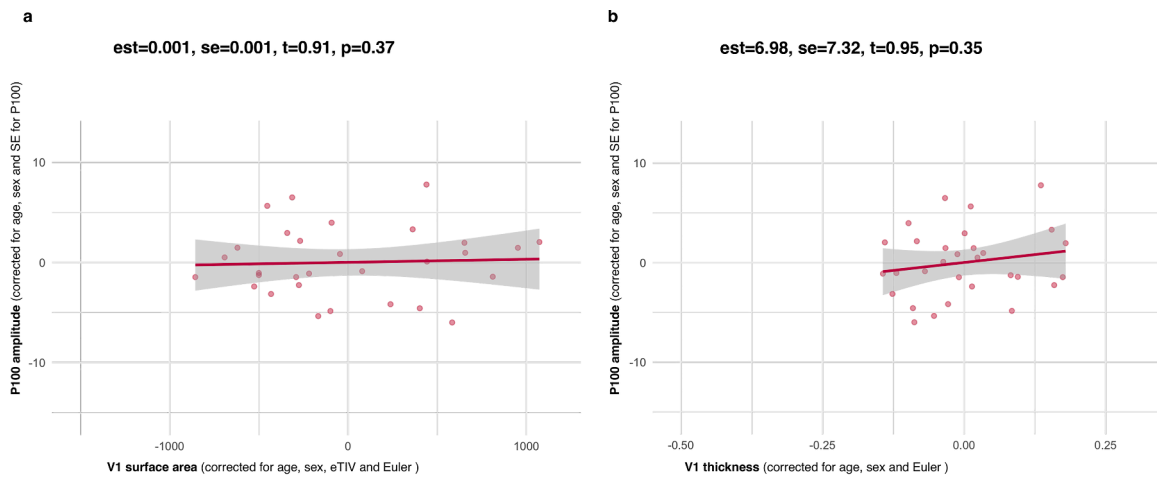 a
est=0.001, se=0.001, t=0.91, p=0.37
P100 amplitude (corrected for age, sex and SE for P100)
10
0
-10
-1000
0
1000
V1 surface area (corrected for age, sex, eTIV and Euler )
b
est=6.98, se=7.32, t=0.95, p=0.35
P100 amplitude (corrected for age, sex and SE for P100)
10
0
-10
-0.50
-0.25
0.00
0.25
V1 thickness (corrected for age, sex and Euler )